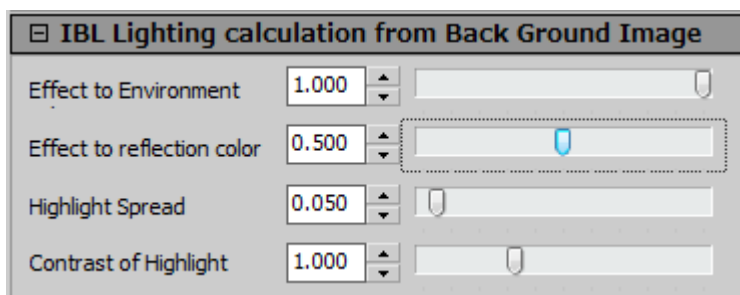 ⊟ IBL Lighting calculation from Back Ground Image
Effect to Environment 1.000
Effect to reflection color 0.500
Highlight Spread 0.050
Contrast of Highlight 1.000